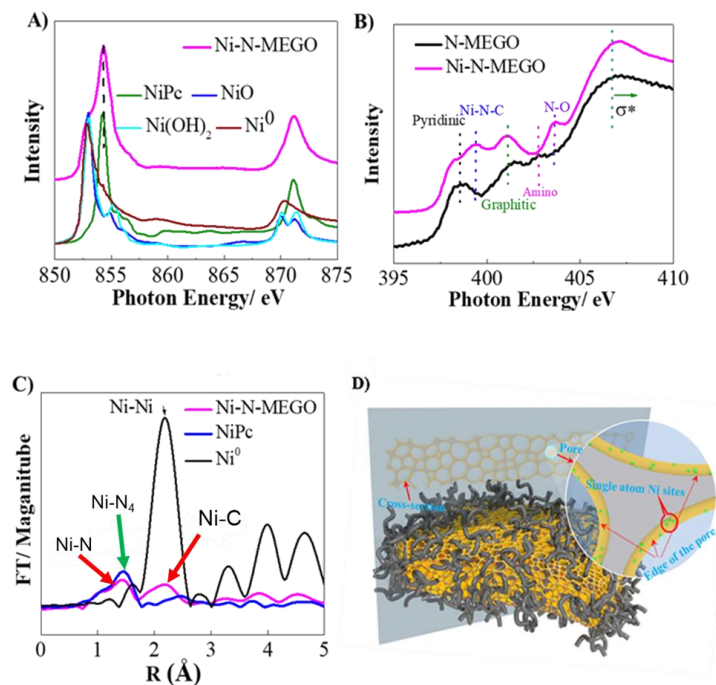 A)
Ni-N-MEGO
NiPc
NiO
Ni(OH)2
Ni0
Intensity
850 855 860 865 870 875
Photon Energy/ eV
B)
N-MEGO
Ni-N-MEGO
Pyridinic
Ni-N-C
N-O
σ*
Graphitic
Amino
Intensity
395 400 405 410
Photon Energy/ eV
C)
Ni-Ni
Ni-N-MEGO
NiPc
Ni0
Ni-N4
Ni-N
Ni-C
FT/ Maganitube
0 1 2 3 4 5
R (Å)
D)
Pore
Cross-section
Single atom Ni sites
Edge of the pore